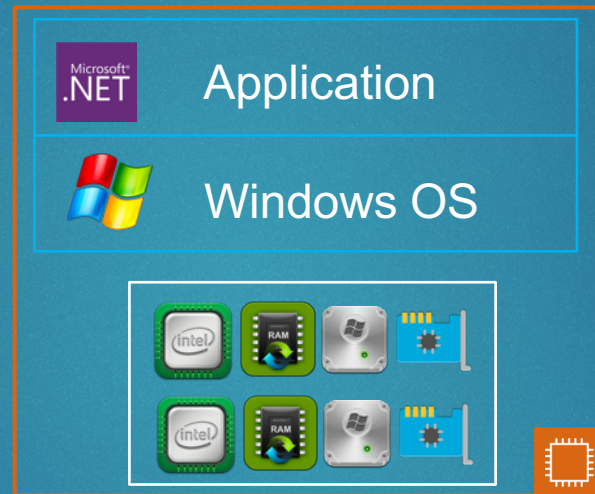 Microsoft®
.NET
Application
Windows OS
intel
RAM
intel
RAM